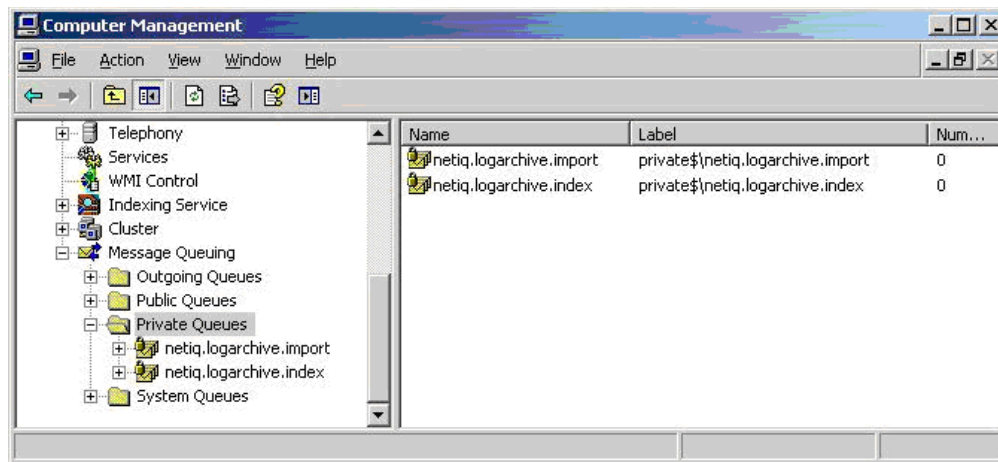 Computer Management
File Action View Window Help
Telephony
Services
WMI Control
Indexing Service
Cluster
Message Queuing
Outgoing Queues
Public Queues
Private Queues
netiq.logarchive.import
netiq.logarchive.index
System Queues
Name Label Num...
netiq.logarchive.import private$\netiq.logarchive.import 0
netiq.logarchive.index private$\netiq.logarchive.index 0